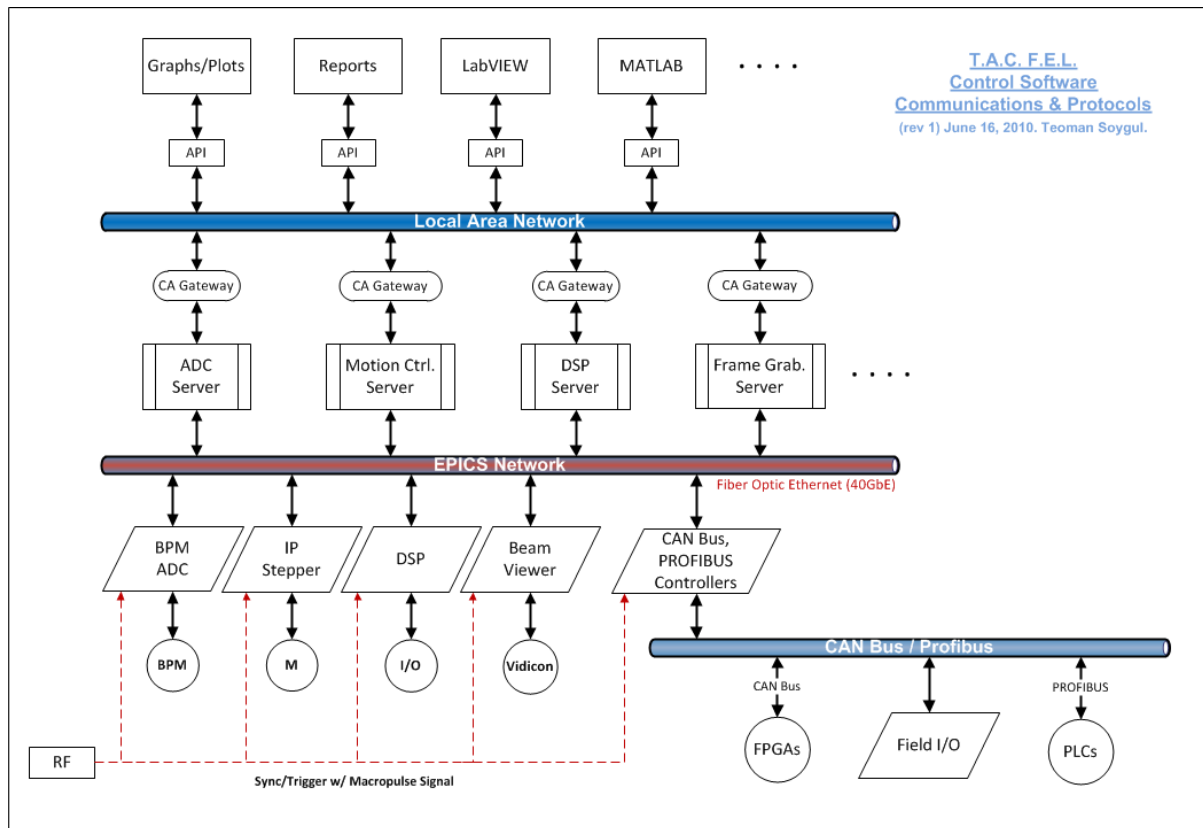 T.A.C. F.E.L.
Control Software
Communications & Protocols
(rev 1) June 16, 2010. Teoman Soygul.
Graphs/Plots
Reports
LabVIEW
MATLAB
. . . .
API
API
API
API
Local Area Network
CA Gateway
CA Gateway
CA Gateway
CA Gateway
ADC
Server
Motion Ctrl.
Server
DSP
Server
Frame Grab.
Server
. . . .
EPICS Network
Fiber Optic Ethernet (40GbE)
BPM
ADC
IP
Stepper
DSP
Beam
Viewer
CAN Bus,
PROFIBUS
Controllers
BPM
M
I/O
Vidicon
CAN Bus / Profibus
CAN Bus
PROFIBUS
FPGAs
Field I/O
PLCs
RF
Sync/Trigger w/ Macropulse Signal